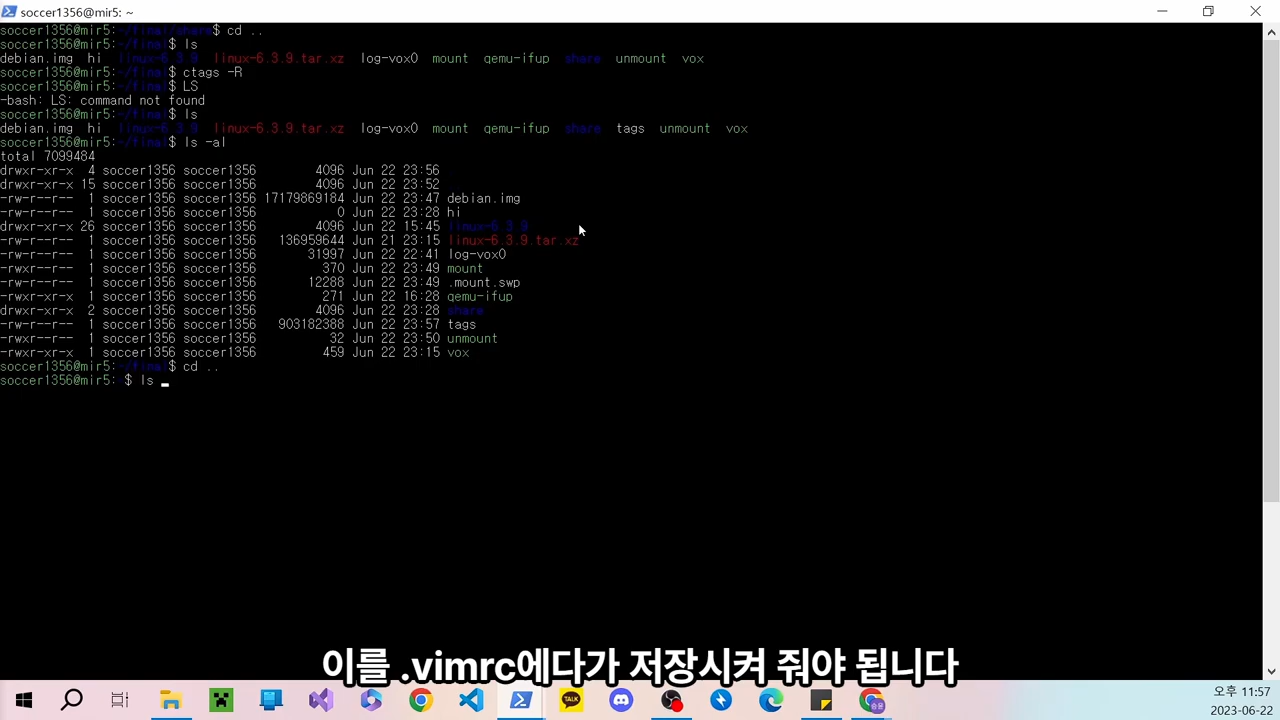 soccer1356@mir5: ~
soccer1356@mir5:~/final/share$ cd ..
soccer1356@mir5:~/final$ ls
debian.img hi linux-6.3.9 linux-6.3.9.tar.xz log-vox0 mount qemu-ifup share unmount vox
soccer1356@mir5:~/final$ ctags -R
soccer1356@mir5:~/final$ LS
-bash: LS: command not found
soccer1356@mir5:~/final$ ls
debian.img hi linux-6.3.9 linux-6.3.9.tar.xz log-vox0 mount qemu-ifup share tags unmount vox
soccer1356@mir5:~/final$ ls -al
total 7099484
drwxr-xr-x 4 soccer1356 soccer1356 4096 Jun 22 23:56
drwxr-xr-x 15 soccer1356 soccer1356 4096 Jun 22 23:52
-rw-r--r-- 1 soccer1356 soccer1356 17179869184 Jun 22 23:47 debian.img
-rw-r--r-- 1 soccer1356 soccer1356 0 Jun 22 23:28 hi
drwxr-xr-x 26 soccer1356 soccer1356 4096 Jun 22 15:45 linux-6.3.9
-rw-r--r-- 1 soccer1356 soccer1356 136959644 Jun 21 23:15 linux-6.3.9.tar.xz
-rw-r--r-- 1 soccer1356 soccer1356 31997 Jun 22 22:41 log-vox0
-rwxr-xr-x 1 soccer1356 soccer1356 370 Jun 22 23:49 mount
-rw-r--r-- 1 soccer1356 soccer1356 12288 Jun 22 23:49 .mount.swp
-rwxr-xr-x 1 soccer1356 soccer1356 271 Jun 22 16:28 qemu-ifup
drwxr-xr-x 2 soccer1356 soccer1356 4096 Jun 22 23:28 share
-rw-r--r-- 1 soccer1356 soccer1356 903182388 Jun 22 23:57 tags
-rwxr-xr-x 1 soccer1356 soccer1356 32 Jun 22 23:50 unmount
-rwxr-xr-x 1 soccer1356 soccer1356 459 Jun 22 23:15 vox
soccer1356@mir5:~/final$ cd ..
soccer1356@mir5: $ ls
이를 .vimrc에다가 저장시켜 줘야 됩니다
TALK
오후 11:57
2023-06-22